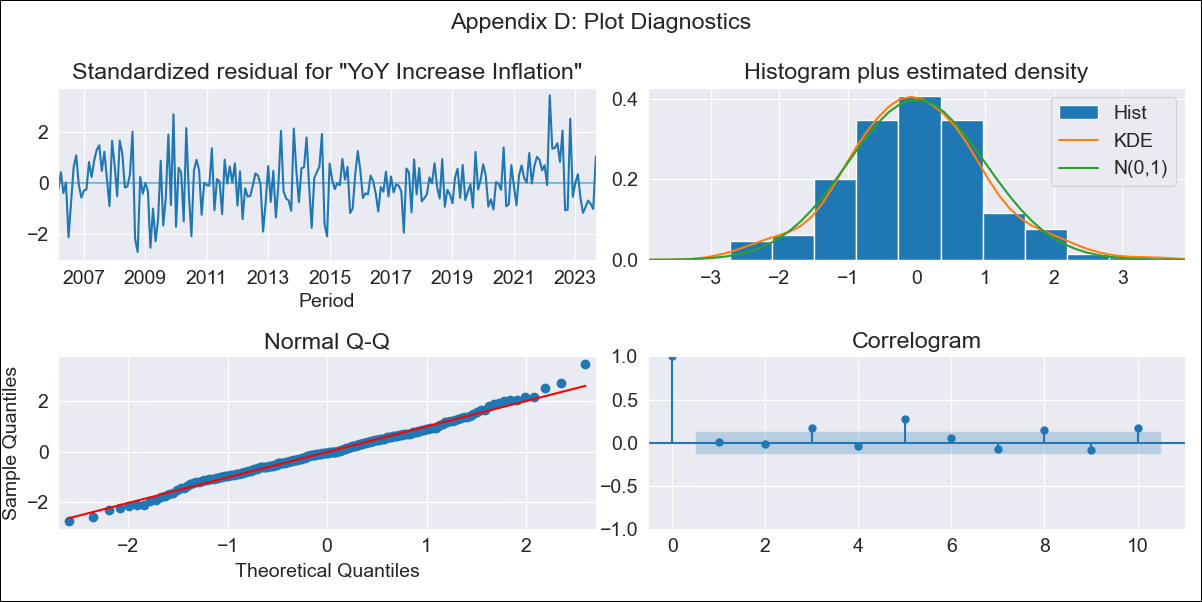 Appendix D: Plot Diagnostics
Standardized residual for "YoY Increase Inflation"
2
0
−2
2007 2009 2011 2013 2015 2017 2019 2021 2023
Period
Histogram plus estimated density
0.4
0.2
0.0
−3 −2 −1 0 1 2 3
Hist
KDE
N(0,1)
Normal Q-Q
Sample Quantiles
2
0
−2
−2 −1 0 1 2
Theoretical Quantiles
Correlogram
1.0
0.5
0.0
−0.5
−1.0
0 2 4 6 8 10